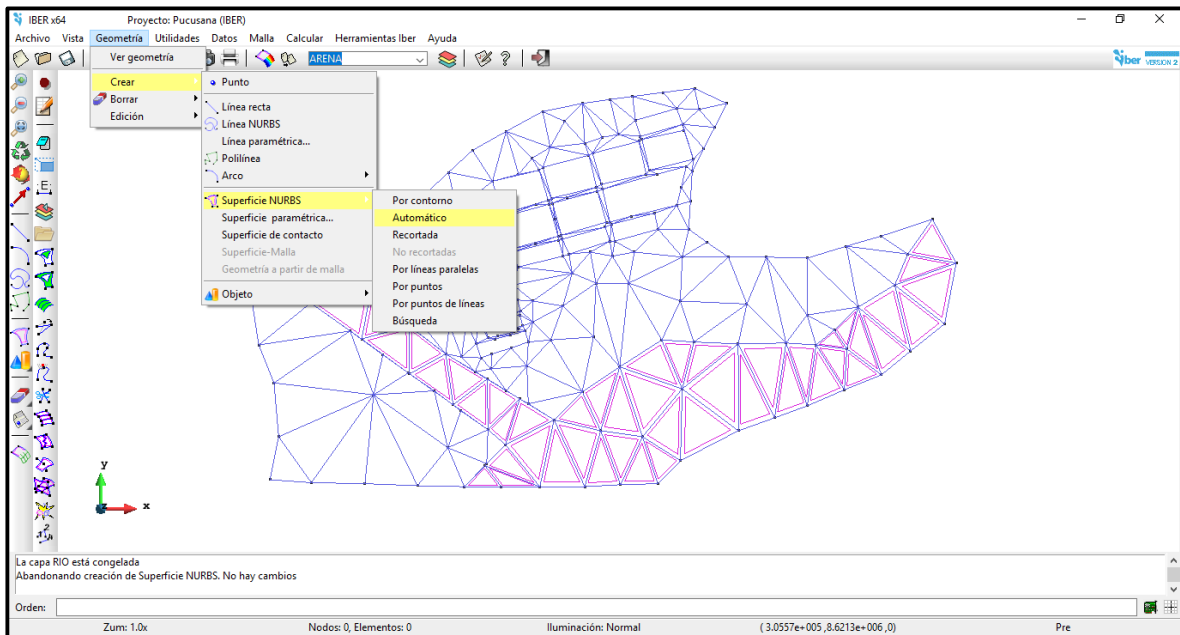 IBER x64 Proyecto: Pucusana (IBER)
Archivo Vista Geometría Utilidades Datos Malla Calcular Herramientas Iber Ayuda
ARENA
iber VERSION 2
Ver geometría
Crear
Borrar
Edición
Punto
Línea recta
Línea NURBS
Línea paramétrica...
Polilínea
Arco
Superficie NURBS
Superficie paramétrica...
Superficie de contacto
Superficie-Malla
Geometría a partir de malla
Objeto
Por contorno
Automático
Recortada
No recortadas
Por líneas paralelas
Por puntos
Por puntos de líneas
Búsqueda
y
z
x
La capa RIO está congelada
Abandonando creación de Superficie NURBS. No hay cambios
Orden:
Zum: 1.0x Nodos: 0, Elementos: 0 Iluminación: Normal ( 3.0557e+005 ,8.6213e+006 ,0) Pre